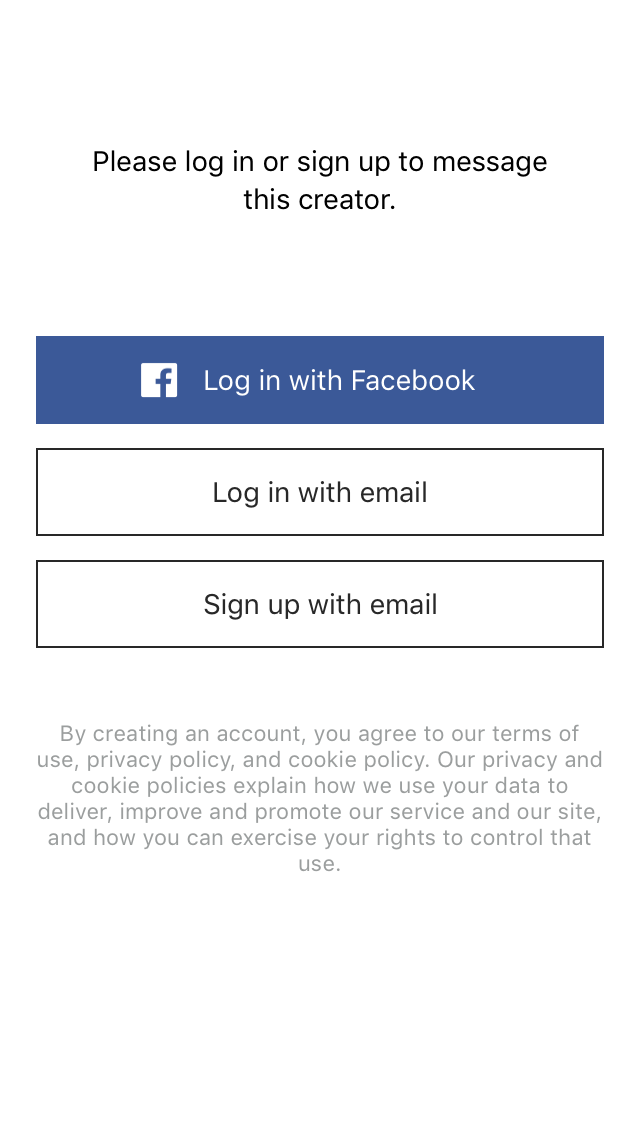 Please log in or sign up to message
this creator.
Log in with Facebook
Log in with email
Sign up with email
By creating an account, you agree to our terms of
use, privacy policy, and cookie policy. Our privacy and
cookie policies explain how we use your data to
deliver, improve and promote our service and our site,
and how you can exercise your rights to control that
use.